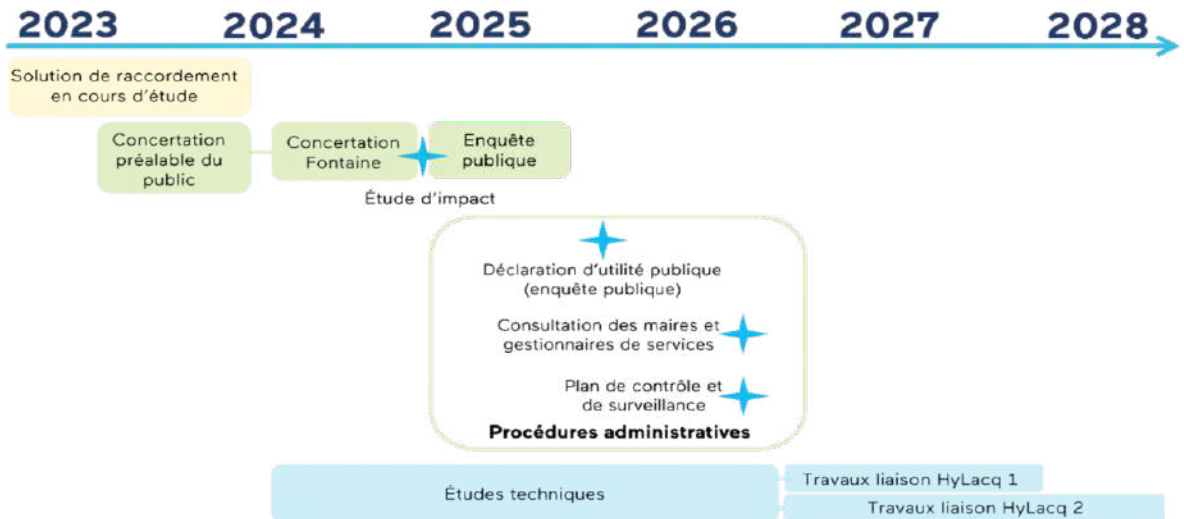 2023 2024 2025 2026 2027 2028
Solution de raccordement
en cours d'étude
Concertation
préalable du
public
Concertation
Fontaine
Enquête
publique
Étude d'impact
Déclaration d'utilité publique
(enquête publique)
Consultation des maires et
gestionnaires de services
Plan de contrôle et
de surveillance
Procédures administratives
Études techniques
Travaux liaison HyLacq 1
Travaux liaison HyLacq 2